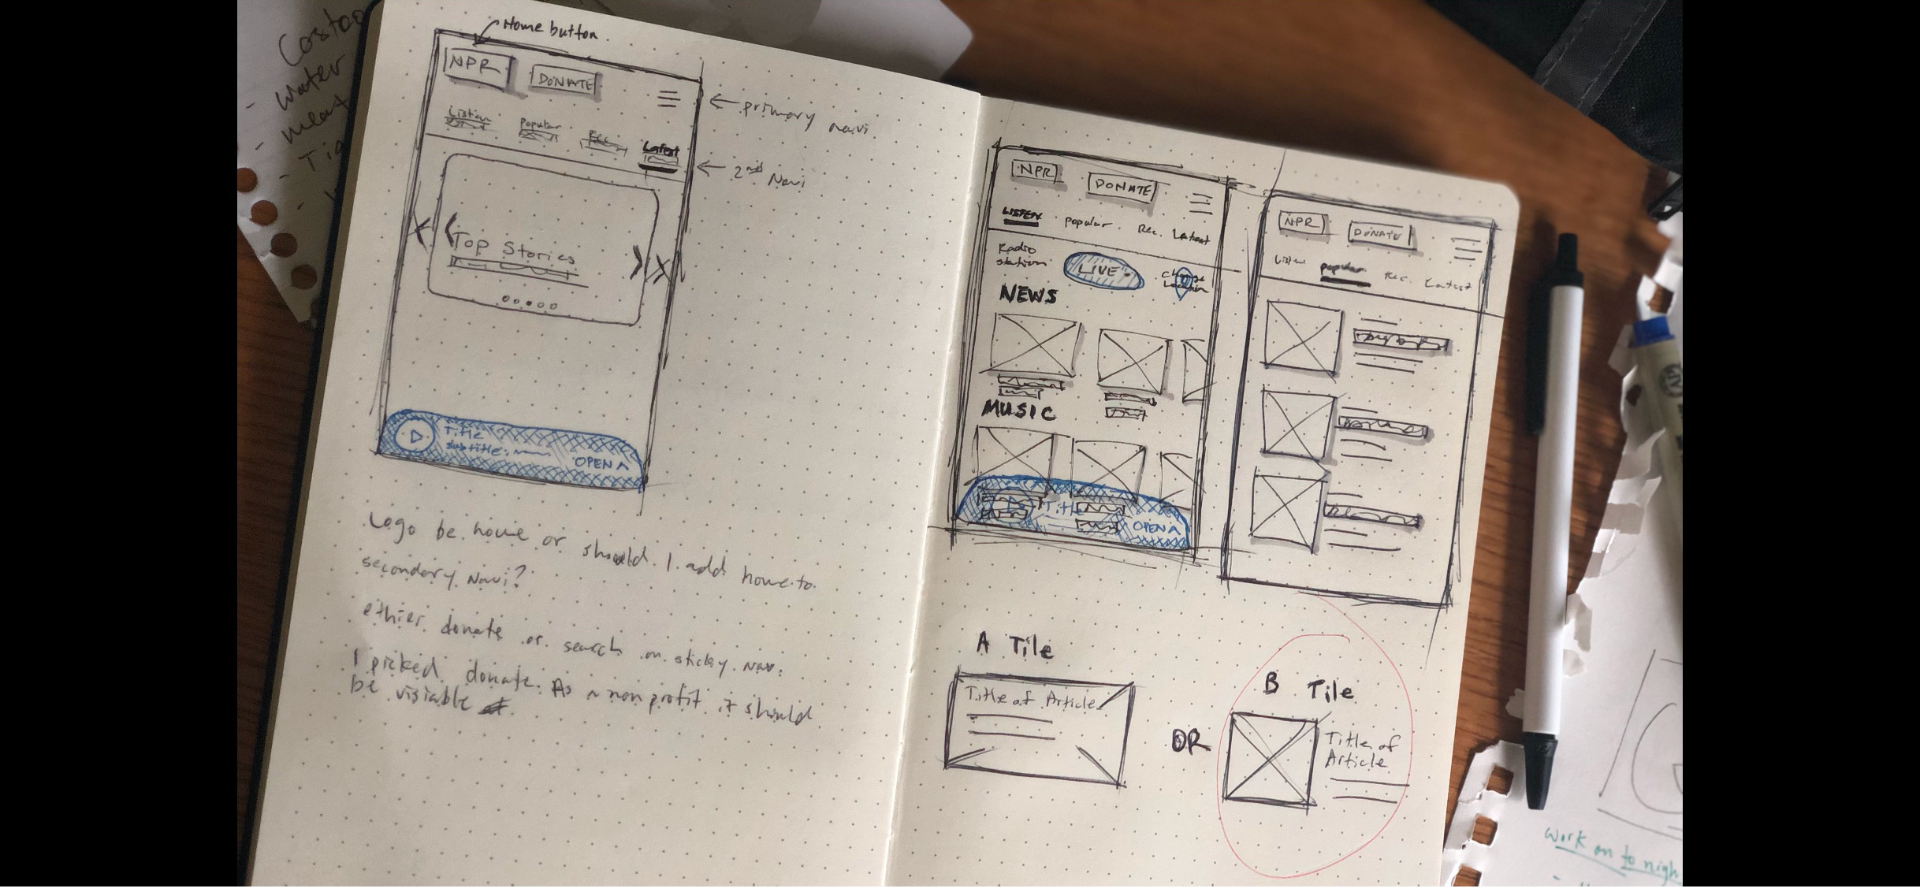 Costco
- water
- meat
Home button
NPR
DONATE
primary navi
Listien
Popular
Rec.
Latest
2nd Navi
Top Stories
Title
Subtitle
OPEN ^
Logo be home or should I add home to
secondary Navi?
ethier donate or search on sticky nav.
I picked donate. As a non profit it should
be visiable
NPR
DONATE
LISTEN
popular
Rec.
Latest
Radio
station
LIVE
change
location
NEWS
MUSIC
Title
OPEN ^
NPR
DONATE
Listen
popular
Rec.
Latest
A Tile
Title of Article
OR
B Tile
Title of
Article
work on to nigh